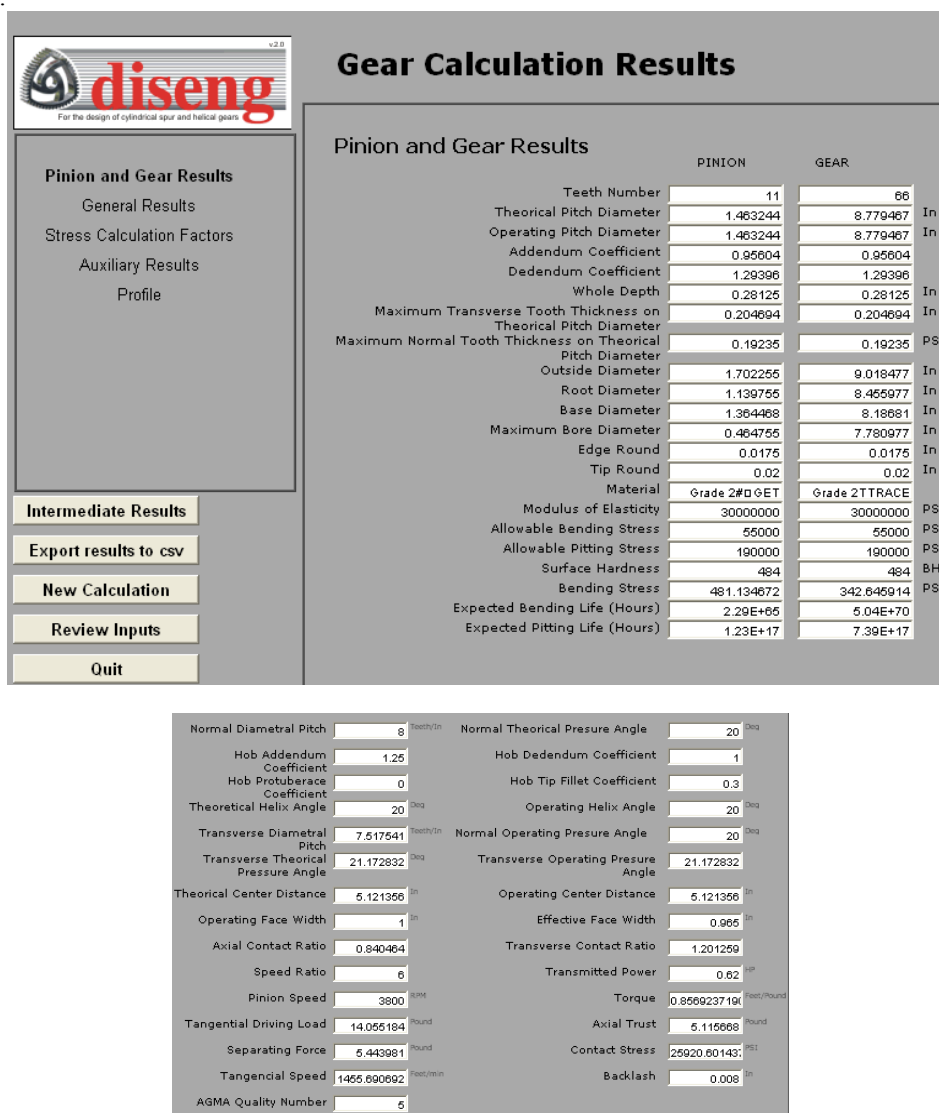 .
v.2.0
diseng
For the design of cylindrical spur and helical gears
Gear Calculation Results
Pinion and Gear Results
General Results
Stress Calculation Factors
Auxiliary Results
Profile
Intermediate Results
Export results to csv
New Calculation
Review Inputs
Quit
Pinion and Gear Results
PINION GEAR
Teeth Number 11 66
Theorical Pitch Diameter 1.463244 8.779467 In
Operating Pitch Diameter 1.463244 8.779467 In
Addendum Coefficient 0.95604 0.95604
Dedendum Coefficient 1.29396 1.29396
Whole Depth 0.28125 0.28125 In
Maximum Transverse Tooth Thickness on 0.204694 0.204694 In
Theorical Pitch Diameter
Maximum Normal Tooth Thickness on Theorical 0.19235 0.19235 PS
Pitch Diameter
Outside Diameter 1.702255 9.018477 In
Root Diameter 1.139755 8.455977 In
Base Diameter 1.364468 8.18681 In
Maximum Bore Diameter 0.464755 7.780977 In
Edge Round 0.0175 0.0175 In
Tip Round 0.02 0.02 In
Material Grade 2#□GET Grade 2TTRACE
Modulus of Elasticity 30000000 30000000 PS
Allowable Bending Stress 55000 55000 PS
Allowable Pitting Stress 190000 190000 PS
Surface Hardness 484 484 BH
Bending Stress 481.134672 342.645914 PS
Expected Bending Life (Hours) 2.29E+65 5.04E+70
Expected Pitting Life (Hours) 1.23E+17 7.39E+17
Normal Diametral Pitch 8 Teeth/In Normal Theorical Presure Angle 20 Deg
Hob Addendum 1.25 Hob Dedendum Coefficient 1
Coefficient
Hob Protuberace 0 Hob Tip Fillet Coefficient 0.3
Coefficient
Theoretical Helix Angle 20 Deg Operating Helix Angle 20 Deg
Transverse Diametral 7.517541 Teeth/In Normal Operating Presure Angle 20 Deg
Pitch
Transverse Theorical 21.172832 Deg Transverse Operating Presure 21.172832
Pressure Angle Angle
Theorical Center Distance 5.121356 In Operating Center Distance 5.121356 In
Operating Face Width 1 In Effective Face Width 0.965 In
Axial Contact Ratio 0.840464 Transverse Contact Ratio 1.201259
Speed Ratio 6 Transmitted Power 0.62 HP
Pinion Speed 3800 RPM Torque 0.856923719( Feet/Pound
Tangential Driving Load 14.055184 Pound Axial Trust 5.115668 Pound
Separating Force 5.443981 Pound Contact Stress 25920.60143 PSI
Tangencial Speed 1455.690692 Feet/min Backlash 0.008 In
AGMA Quality Number 5